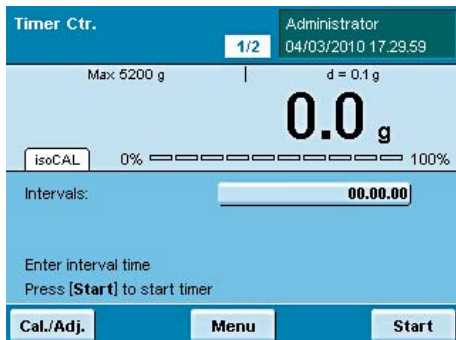 Timer Ctr.
1/2
Administrator
04/03/2010 17.29.59
Max 5200 g
d = 0.1 g
0.0 g
isoCAL
0%
100%
Intervals:
00.00.00
Enter interval time
Press [Start] to start timer
Cal./Adj.
Menu
Start